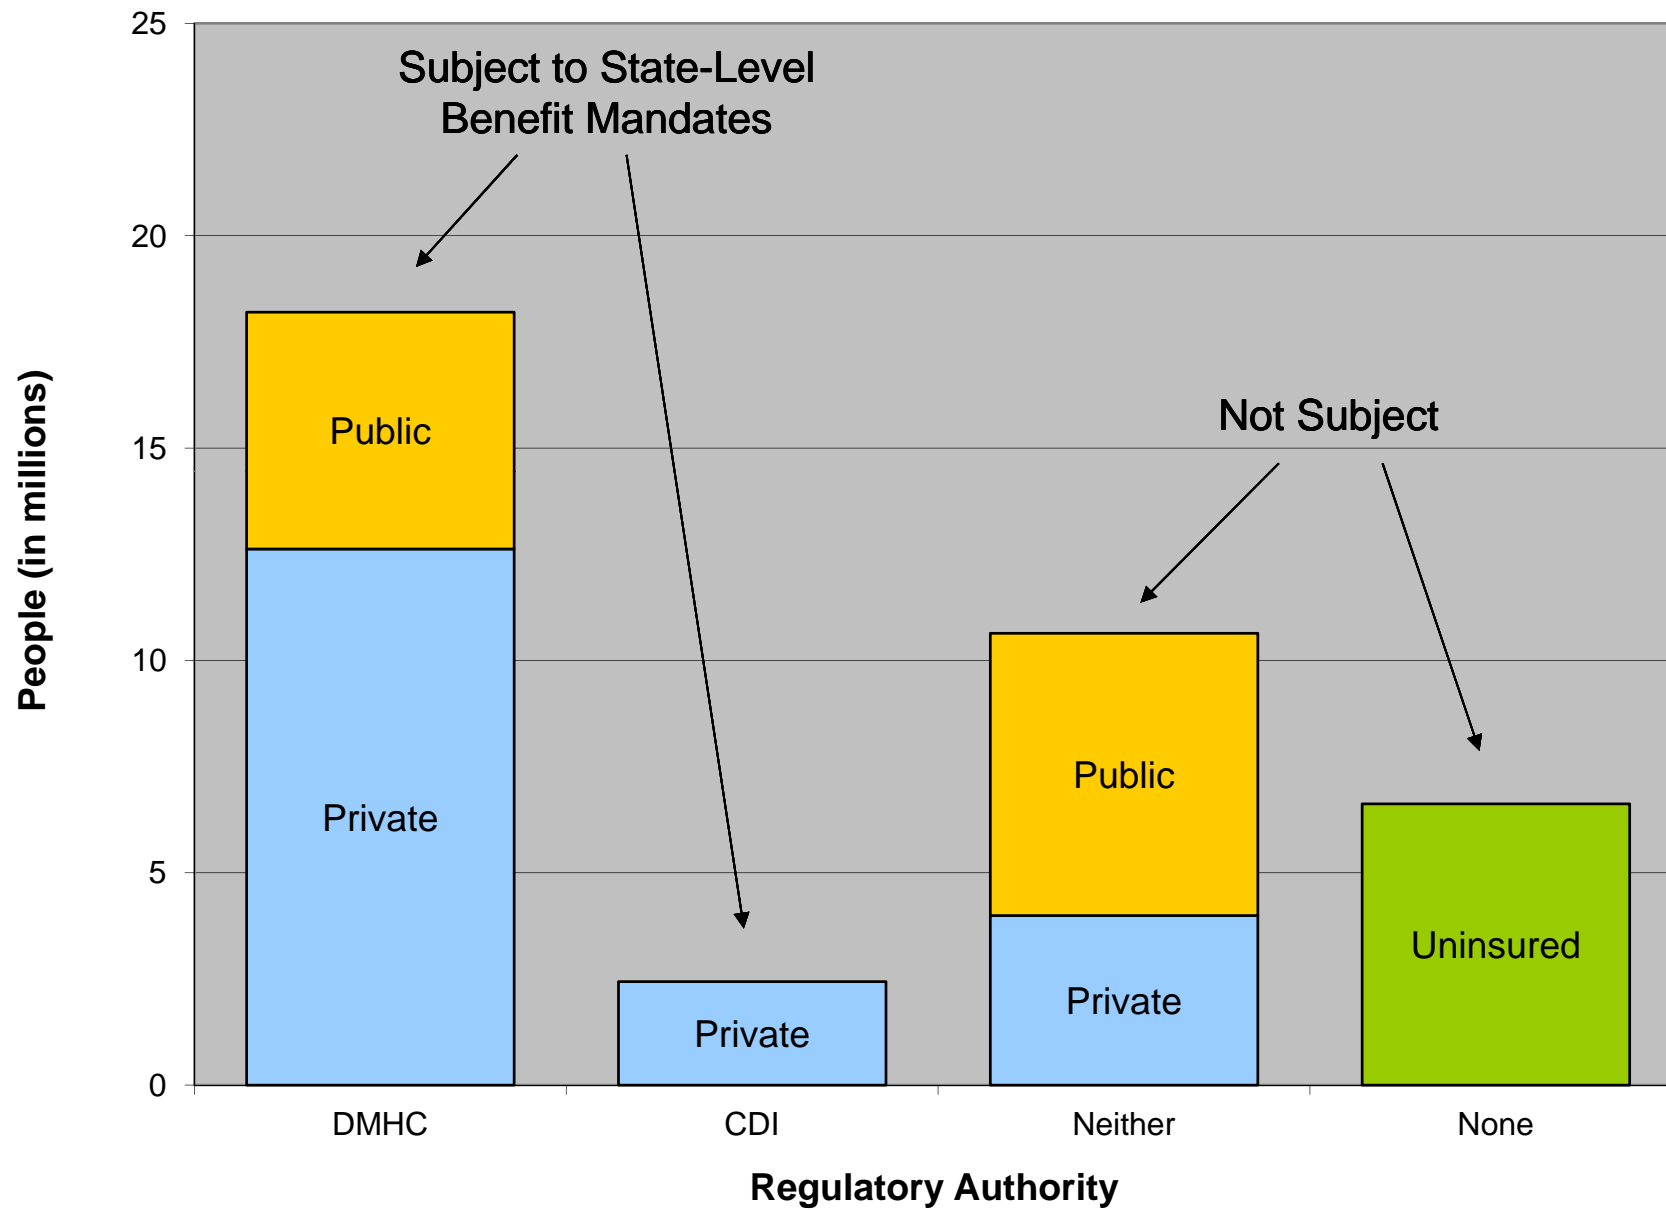 25
Subject to State-Level
Benefit Mandates
20
Not Subject
15
10
5
0
People (in millions)
Public
Private
Private
Public
Private
Uninsured
DMHC
CDI
Neither
None
Regulatory Authority